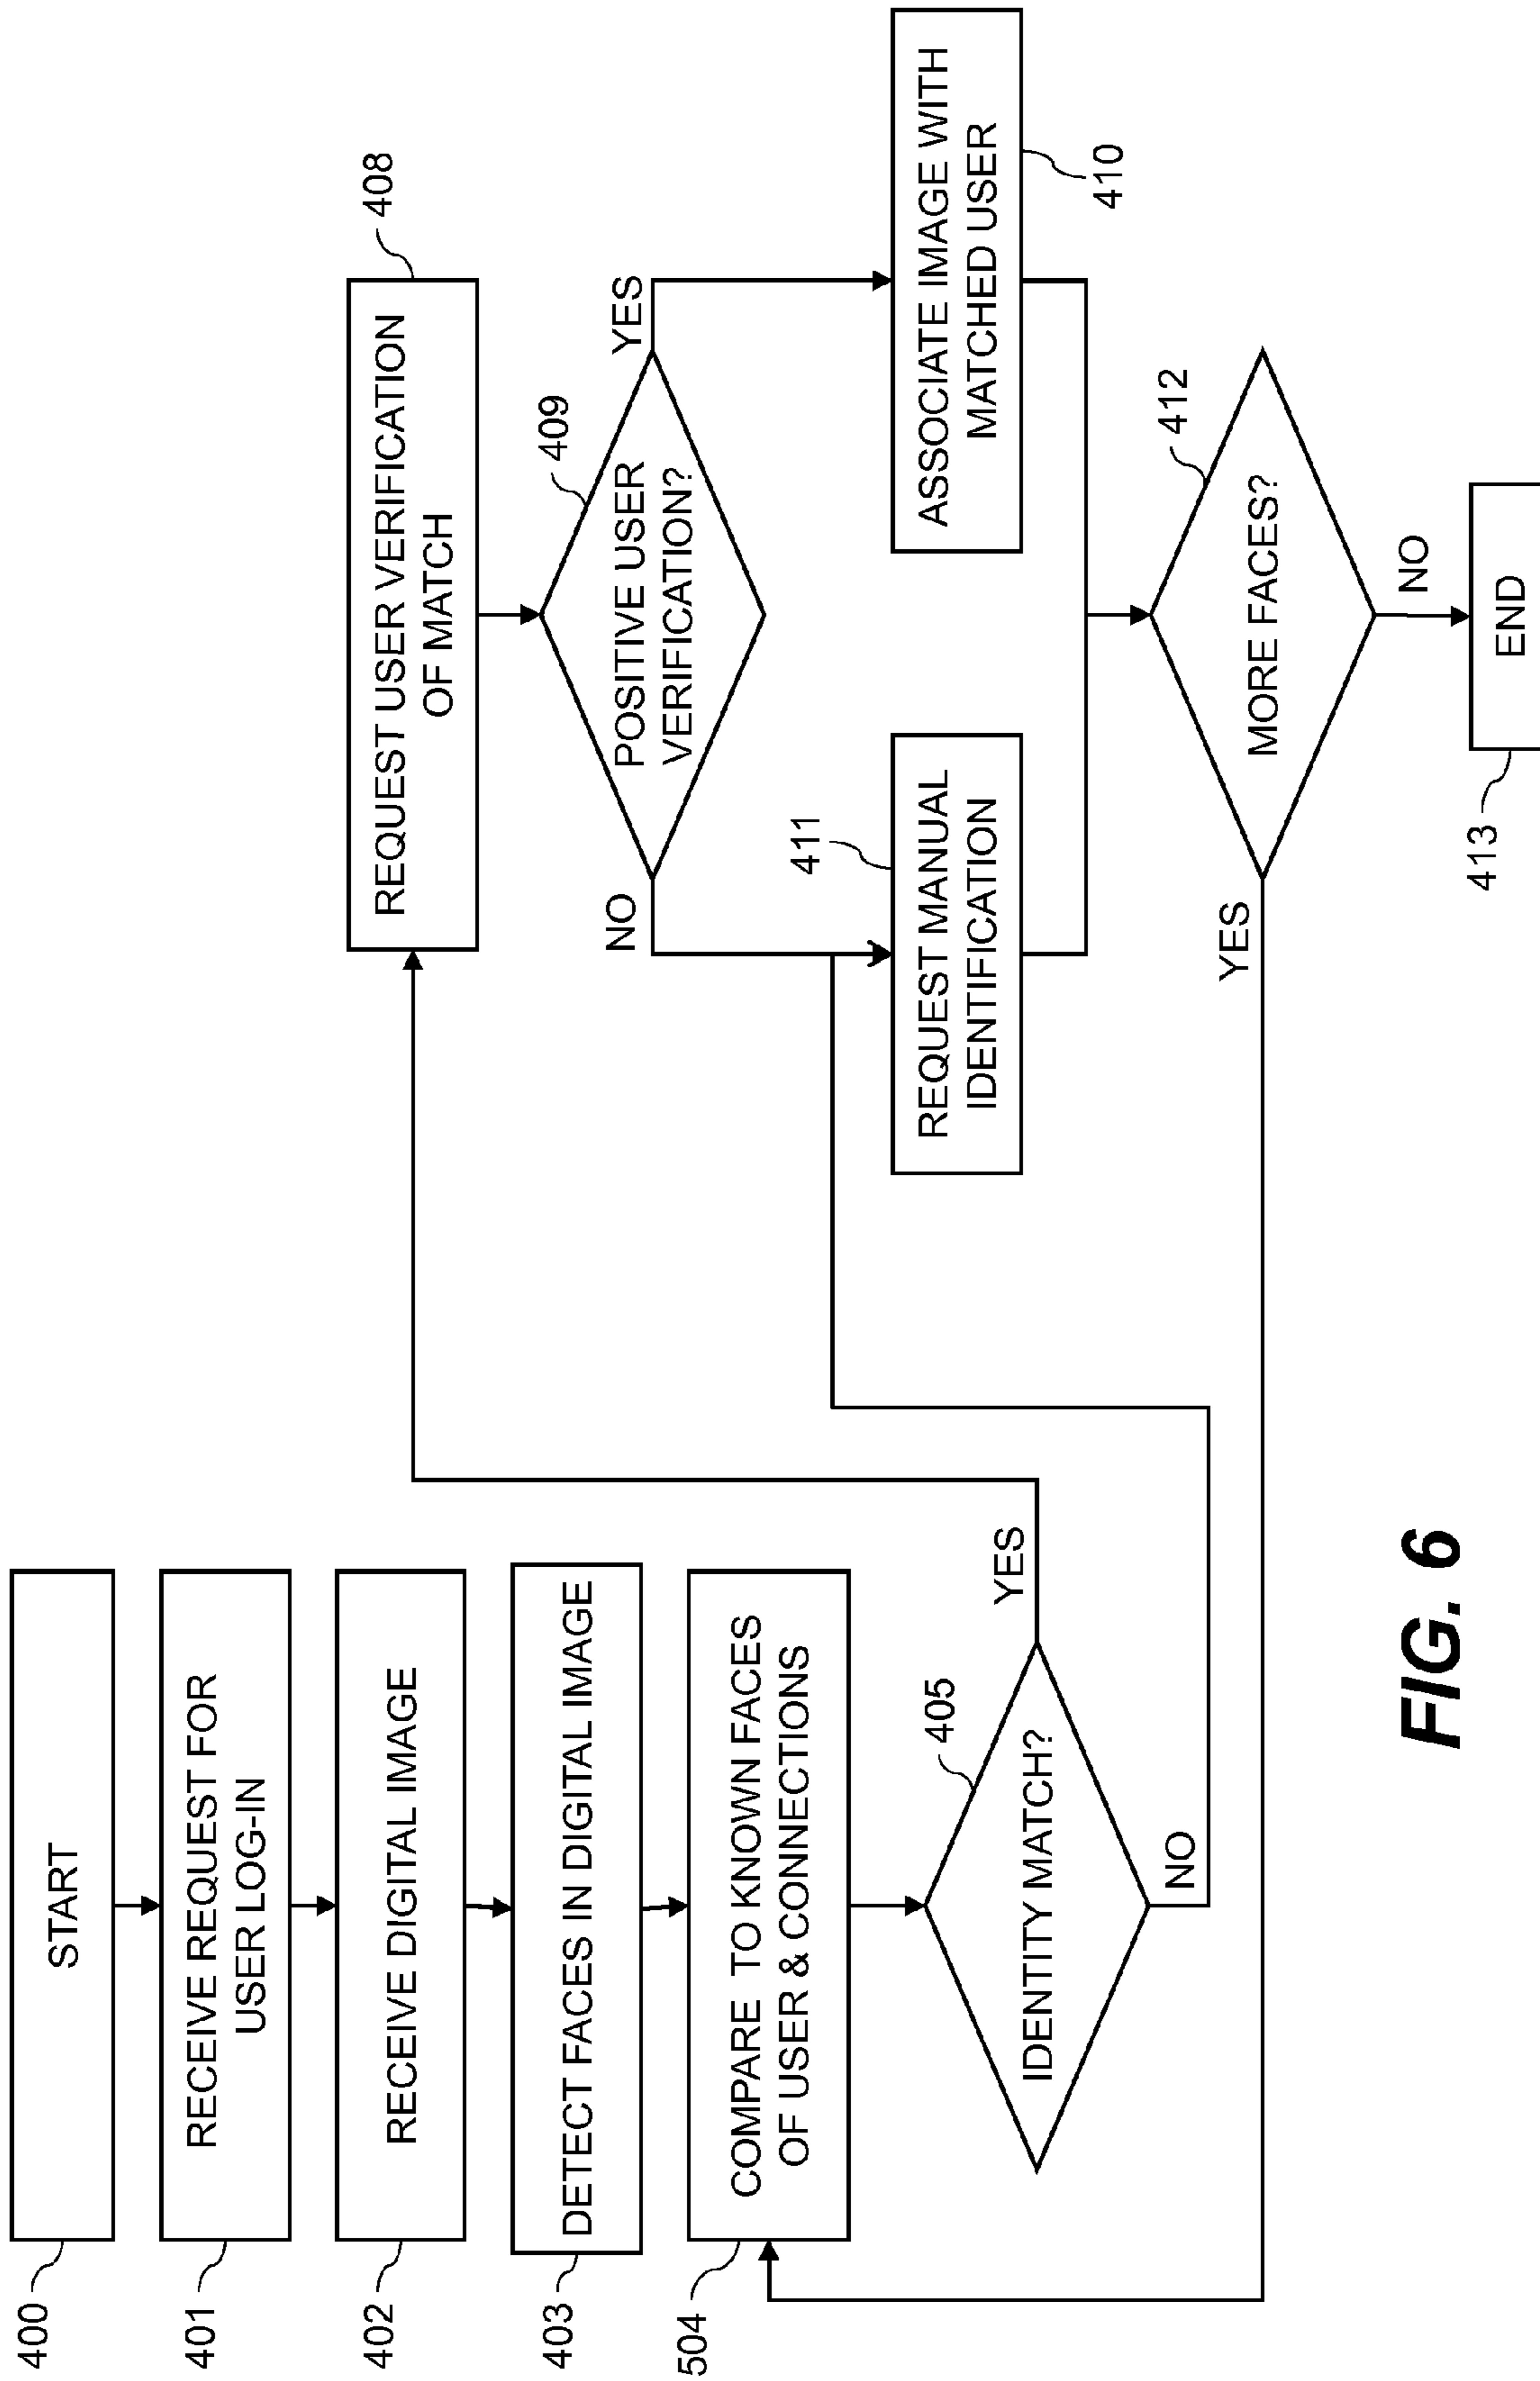 400
START
401
RECEIVE REQUEST FOR
USER LOG-IN
402
RECEIVE DIGITAL IMAGE
403
DETECT FACES IN DIGITAL IMAGE
504
COMPARE TO KNOWN FACES
OF USER & CONNECTIONS
405
IDENTITY MATCH?
YES
NO
408
REQUEST USER VERIFICATION
OF MATCH
409
POSITIVE USER
VERIFICATION?
NO
YES
411
REQUEST MANUAL
IDENTIFICATION
ASSOCIATE IMAGE WITH
MATCHED USER
410
412
MORE FACES?
YES
NO
413
END
FIG. 6